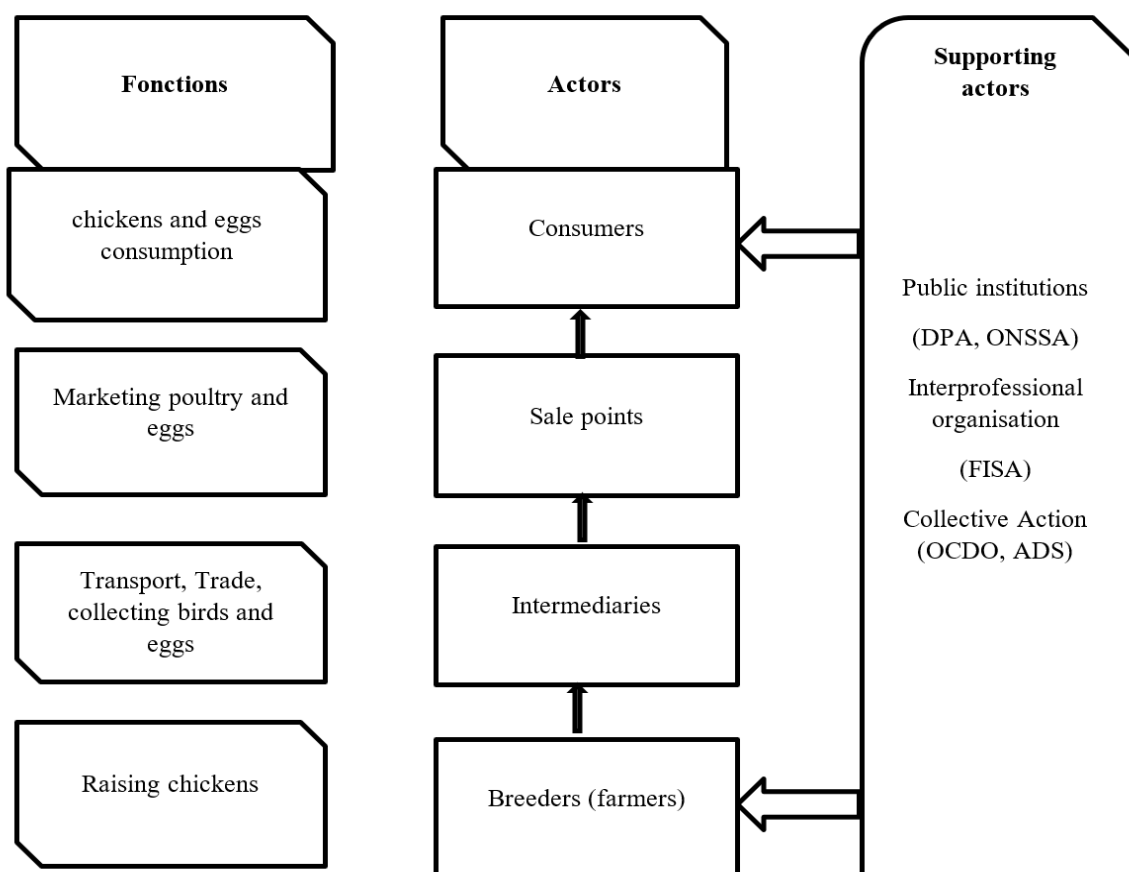 Fonctions
Actors
Supporting
actors
chickens and eggs
consumption
Consumers
Marketing poultry and
eggs
Sale points
Transport, Trade,
collecting birds and
eggs
Intermediaries
Raising chickens
Breeders (farmers)
Public institutions
(DPA, ONSSA)
Interprofessional
organisation
(FISA)
Collective Action
(OCDO, ADS)